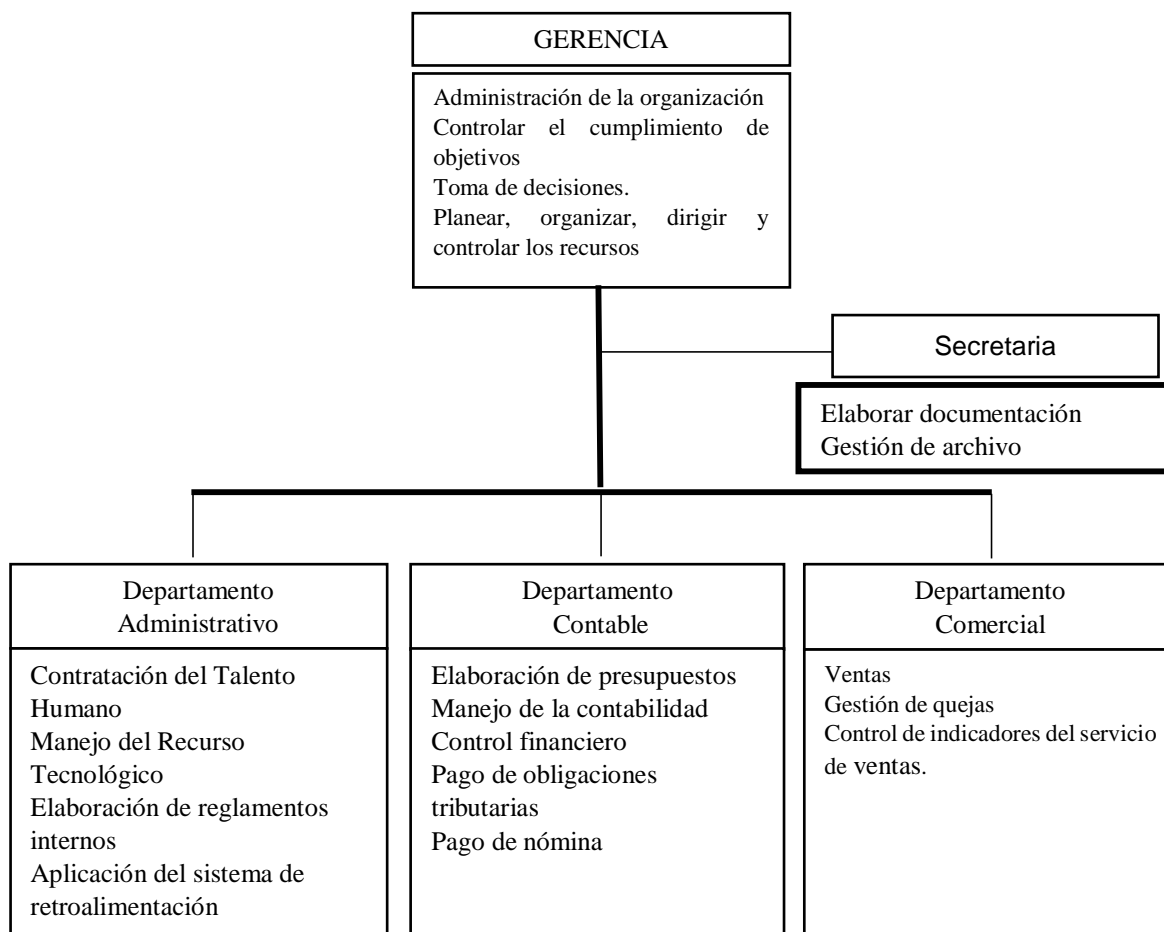 GERENCIA
Administración de la organización
Controlar el cumplimiento de
objetivos
Toma de decisiones.
Planear, organizar, dirigir y
controlar los recursos
Secretaria
Elaborar documentación
Gestión de archivo
Departamento
Administrativo
Contratación del Talento
Humano
Manejo del Recurso
Tecnológico
Elaboración de reglamentos
internos
Aplicación del sistema de
retroalimentación
Departamento
Contable
Elaboración de presupuestos
Manejo de la contabilidad
Control financiero
Pago de obligaciones
tributarias
Pago de nómina
Departamento
Comercial
Ventas
Gestión de quejas
Control de indicadores del servicio
de ventas.